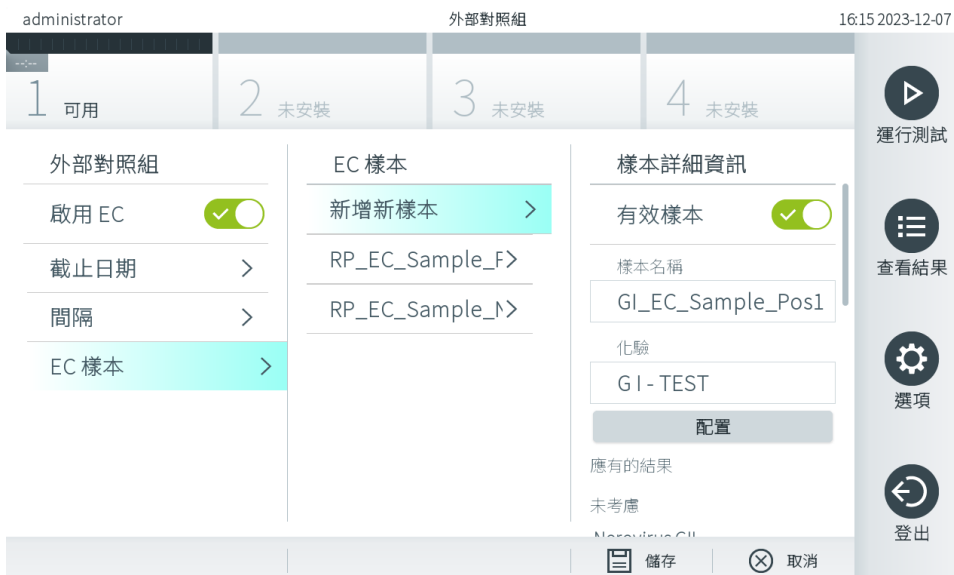 administrator
外部對照組
16:15 2023-12-07
--:--
1 可用
2 未安裝
3 未安裝
4 未安裝
外部對照組
啟用 EC
截止日期
間隔
EC 樣本
EC 樣本
新增新樣本
RP_EC_Sample_
RP_EC_Sample_
樣本詳細資訊
有效樣本
樣本名稱
GI_EC_Sample_Pos1
化驗
G I - TEST
配置
應有的結果
未考慮
Norovirus GII
儲存
取消
運行測試
查看結果
選項
登出